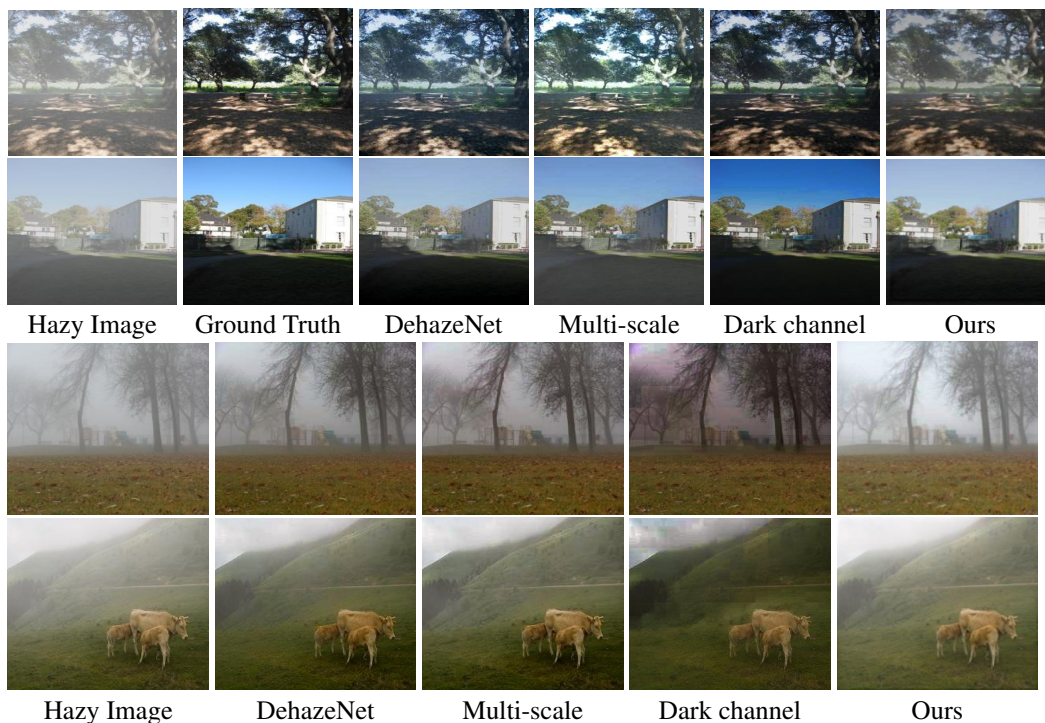 Hazy Image Ground Truth DehazeNet Multi-scale Dark channel Ours
Hazy Image DehazeNet Multi-scale Dark channel Ours